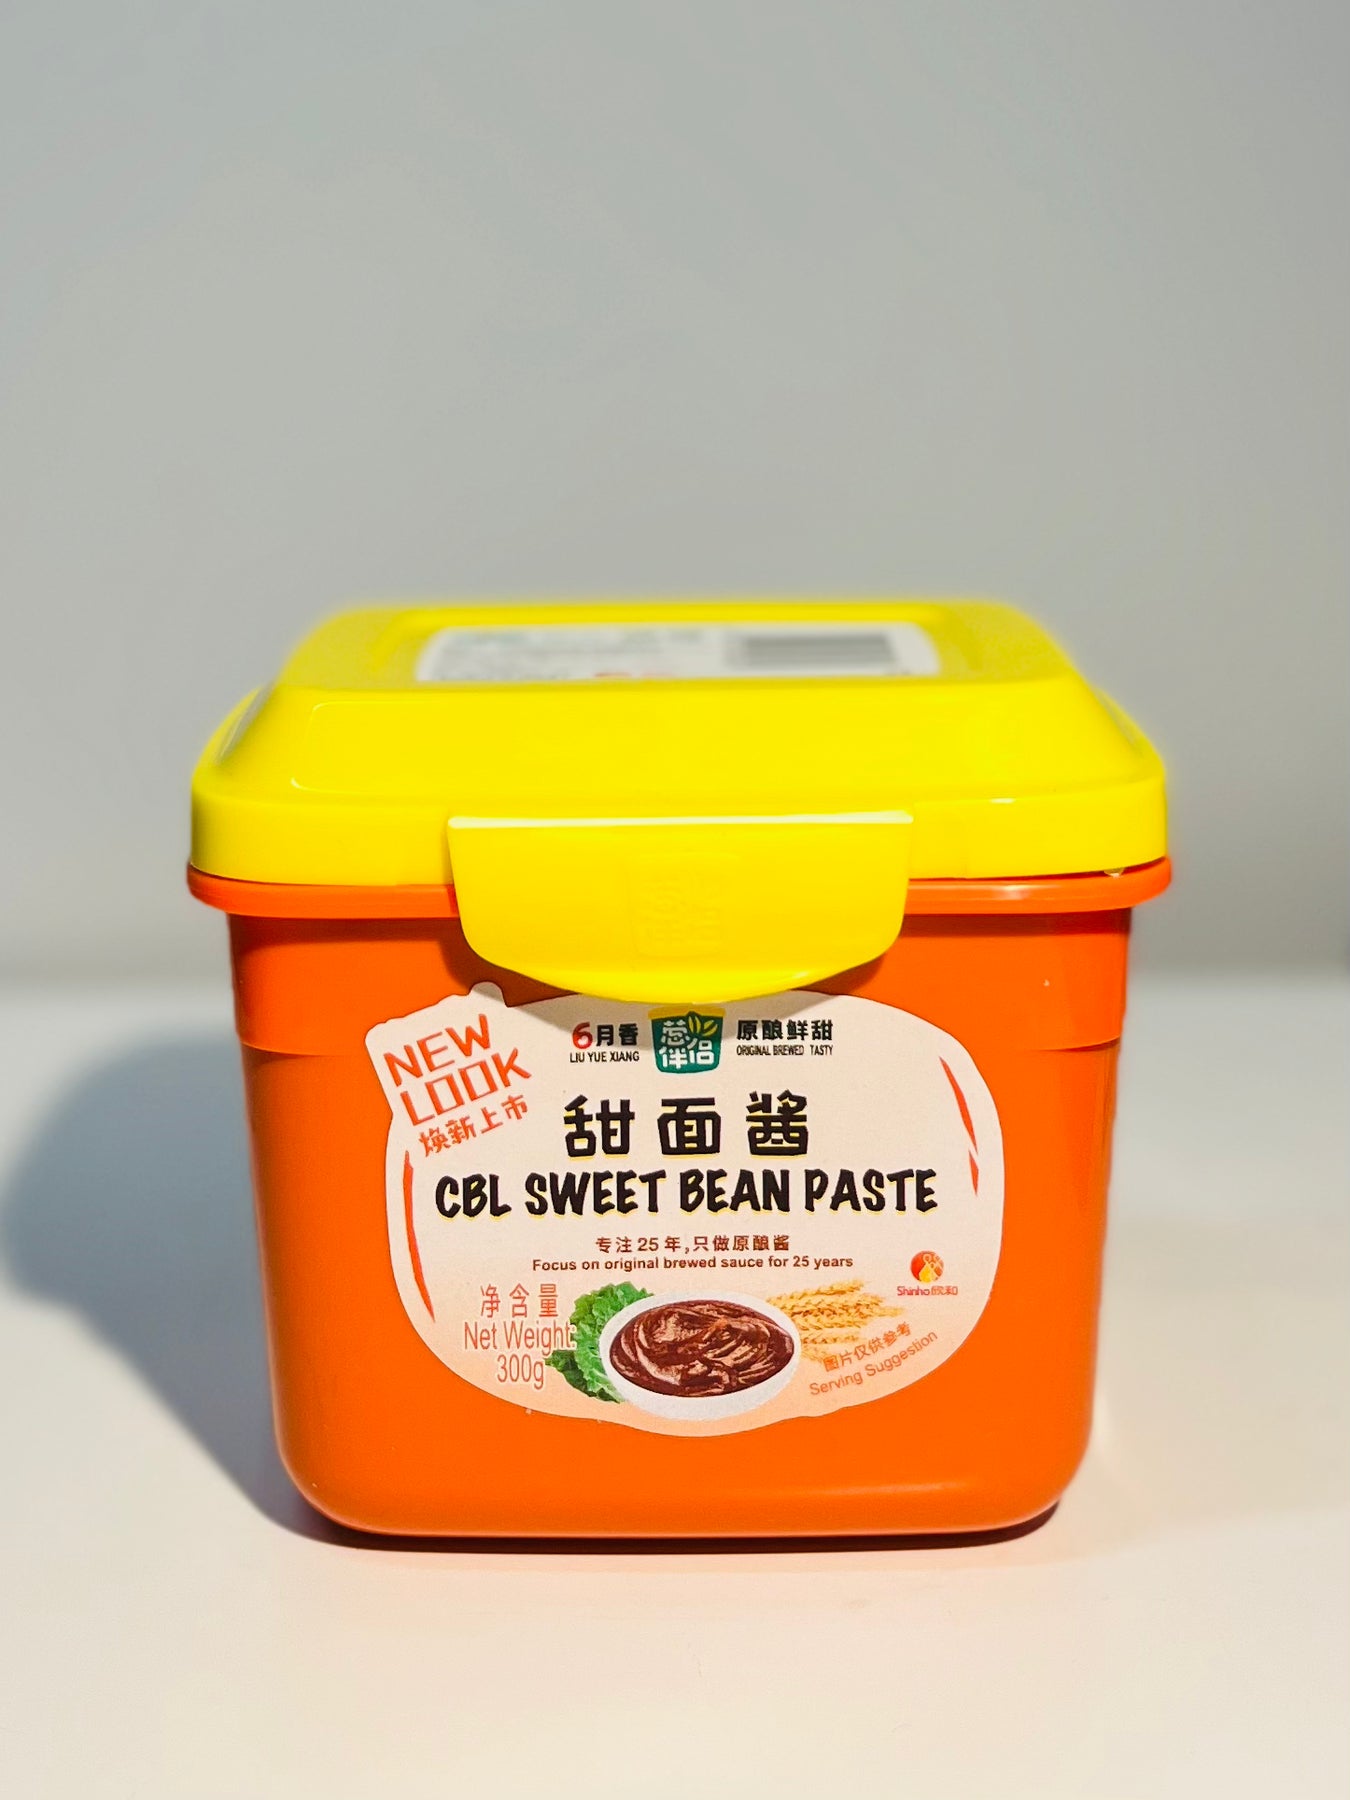 NEW
LOOK
焕新上市
6月香
LIU YUE XIANG
葱
伴侣
原酿鲜甜
ORIGINAL BREWED TASTY
甜面酱
CBL SWEET BEAN PASTE
专注25年,只做原酿酱
Focus on original brewed sauce for 25 years
Shinho欣和
净含量
Net Weight:
300g
图片仅供参考
Serving Suggestion